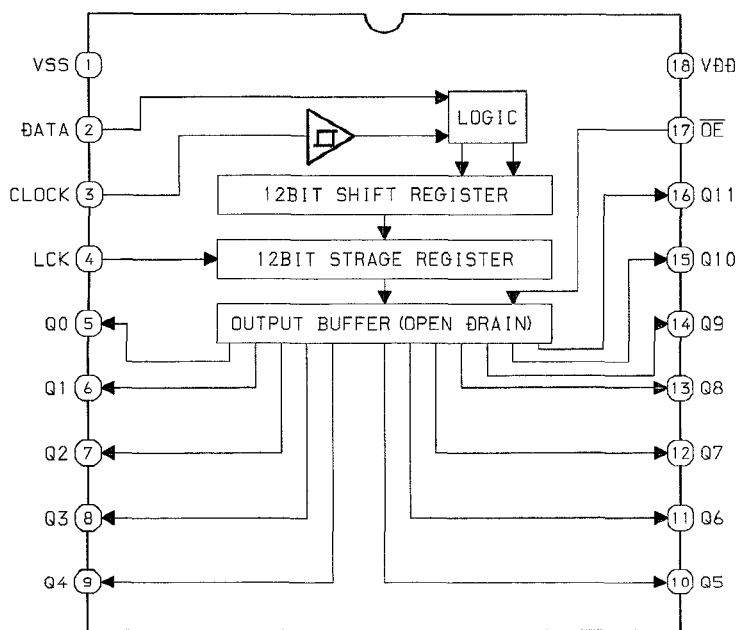 VSS 1
18 VDD
DATA 2
LOGIC
17 OE
CLOCK 3
12BIT SHIFT REGISTER
16 Q11
LCK 4
12BIT STRAGE REGISTER
15 Q10
Q0 5
OUTPUT BUFFER (OPEN DRAIN)
14 Q9
Q1 6
13 Q8
Q2 7
12 Q7
Q3 8
11 Q6
Q4 9
10 Q5